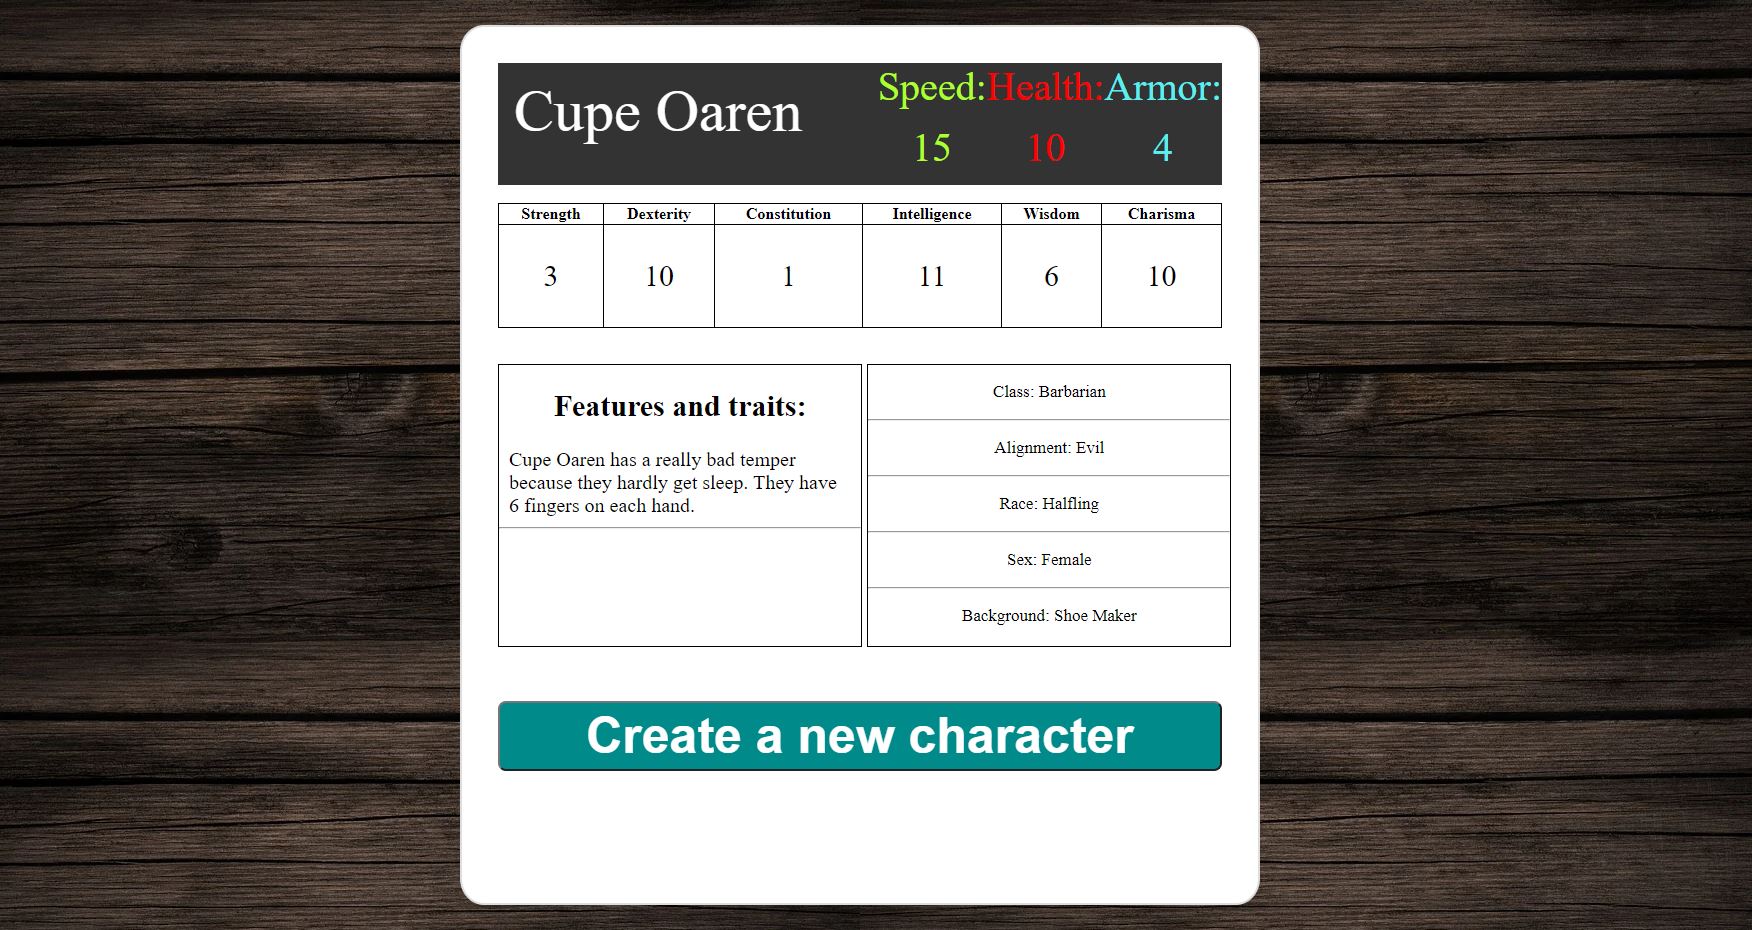 Cupe Oaren
Speed: Health: Armor:
15 10 4
Strength Dexterity Constitution Intelligence Wisdom Charisma
3 10 1 11 6 10
Features and traits:
Cupe Oaren has a really bad temper
because they hardly get sleep. They have
6 fingers on each hand.
Class: Barbarian
Alignment: Evil
Race: Halfling
Sex: Female
Background: Shoe Maker
Create a new character